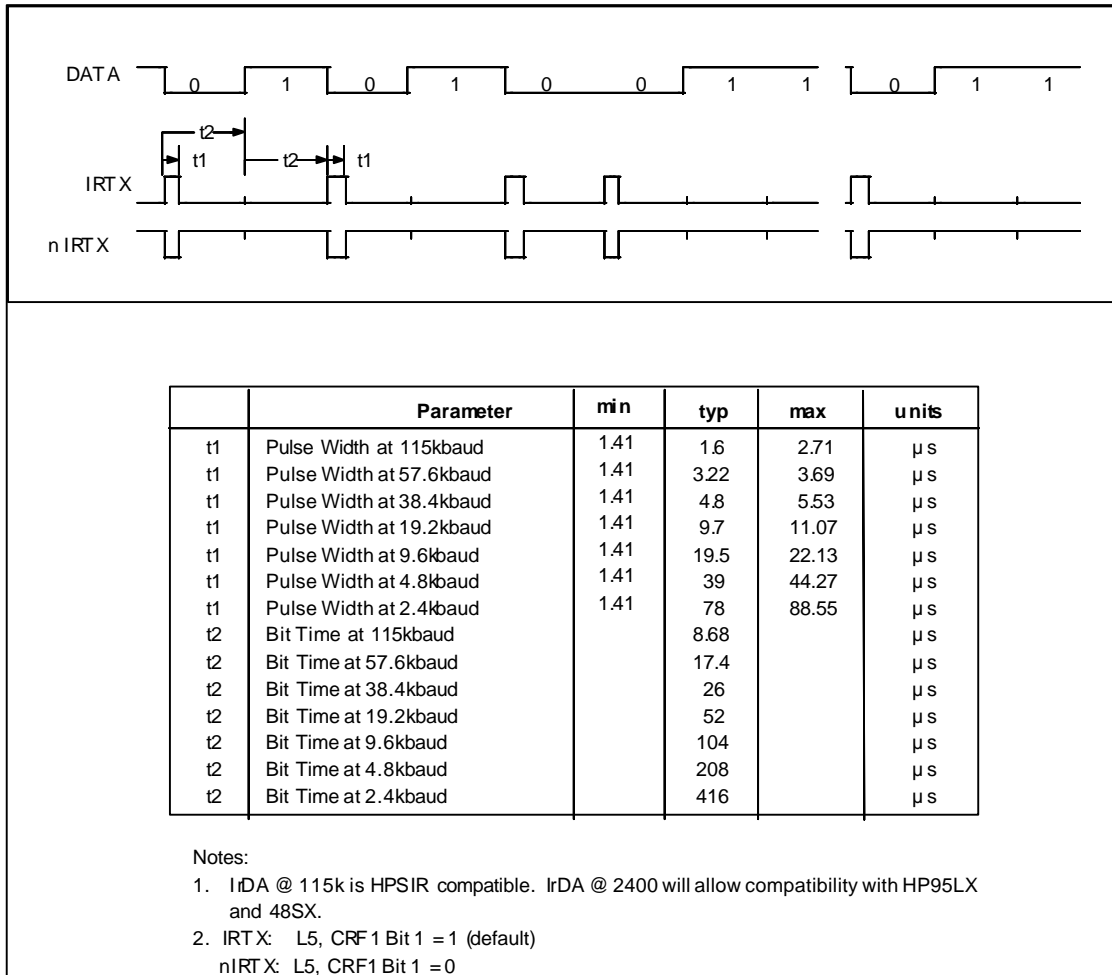 DATA 0 1 0 1 0 0 1 1 0 1 1
t2
t1 t2 t1
IRTX
nIRTX
Parameter min typ max units
t1 Pulse Width at 115kbaud 1.41 1.6 2.71 µs
t1 Pulse Width at 57.6kbaud 1.41 3.22 3.69 µs
t1 Pulse Width at 38.4kbaud 1.41 4.8 5.53 µs
t1 Pulse Width at 19.2kbaud 1.41 9.7 11.07 µs
t1 Pulse Width at 9.6kbaud 1.41 19.5 22.13 µs
t1 Pulse Width at 4.8kbaud 1.41 39 44.27 µs
t1 Pulse Width at 2.4kbaud 1.41 78 88.55 µs
t2 Bit Time at 115kbaud 8.68 µs
t2 Bit Time at 57.6kbaud 17.4 µs
t2 Bit Time at 38.4kbaud 26 µs
t2 Bit Time at 19.2kbaud 52 µs
t2 Bit Time at 9.6kbaud 104 µs
t2 Bit Time at 4.8kbaud 208 µs
t2 Bit Time at 2.4kbaud 416 µs
Notes:
1. IrDA @ 115k is HPSIR compatible. IrDA @ 2400 will allow compatibility with HP95LX
and 48SX.
2. IRTX: L5, CRF1 Bit 1 = 1 (default)
nIRTX: L5, CRF1 Bit 1 = 0